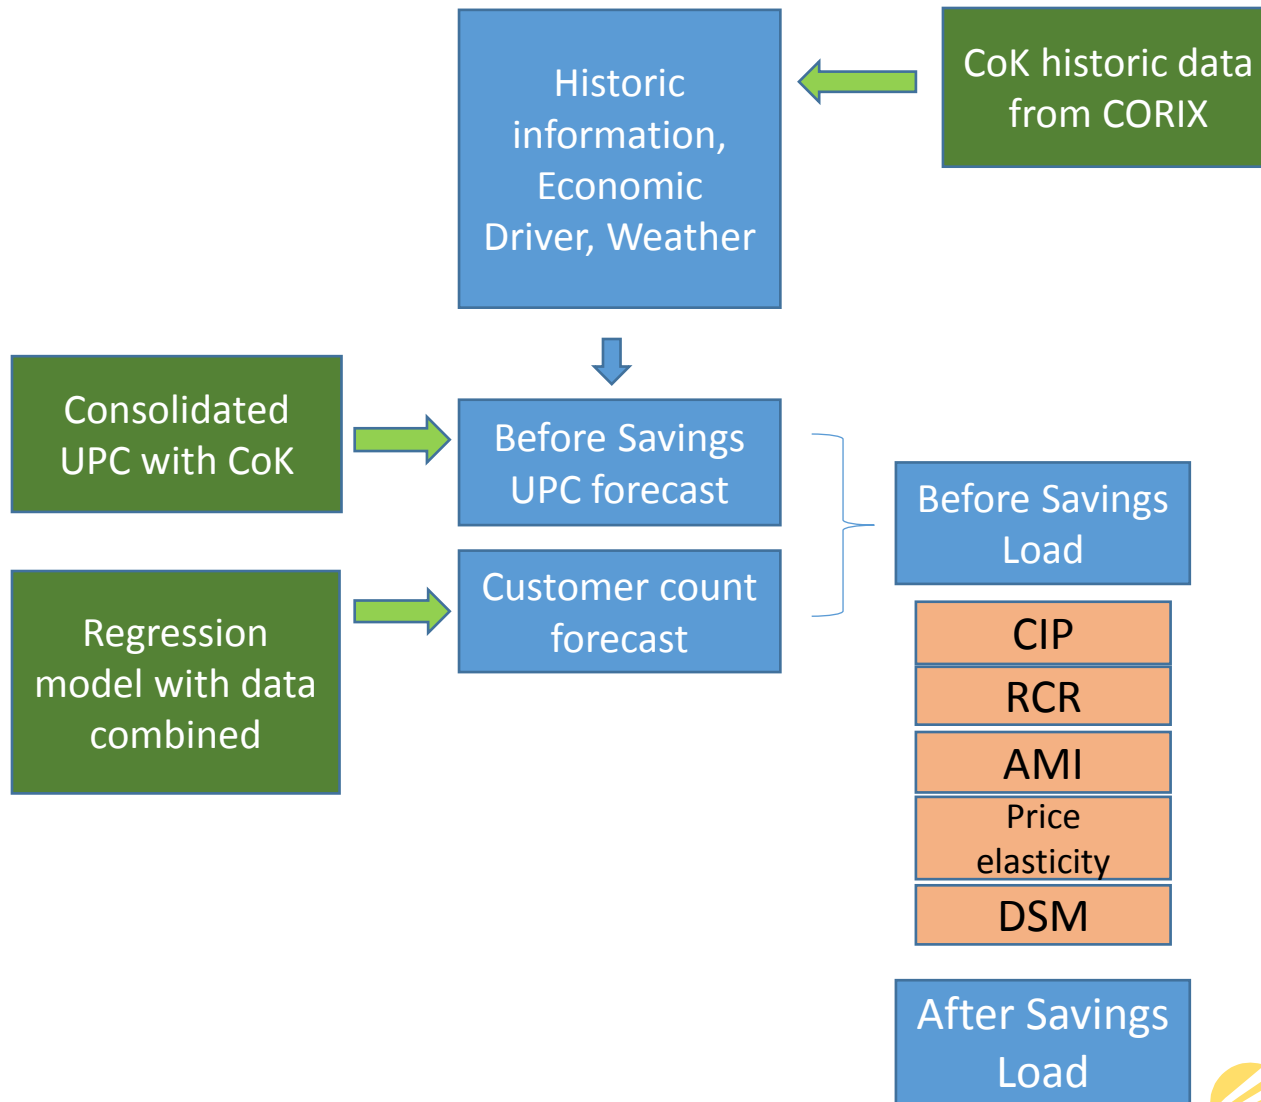 Historic
information,
Economic
Driver, Weather
CoK historic data
from CORIX
Consolidated
UPC with CoK
Before Savings
UPC forecast
Before Savings
Load
Customer count
forecast
Regression
model with data
combined
CIP
RCR
AMI
Price
elasticity
DSM
After Savings
Load